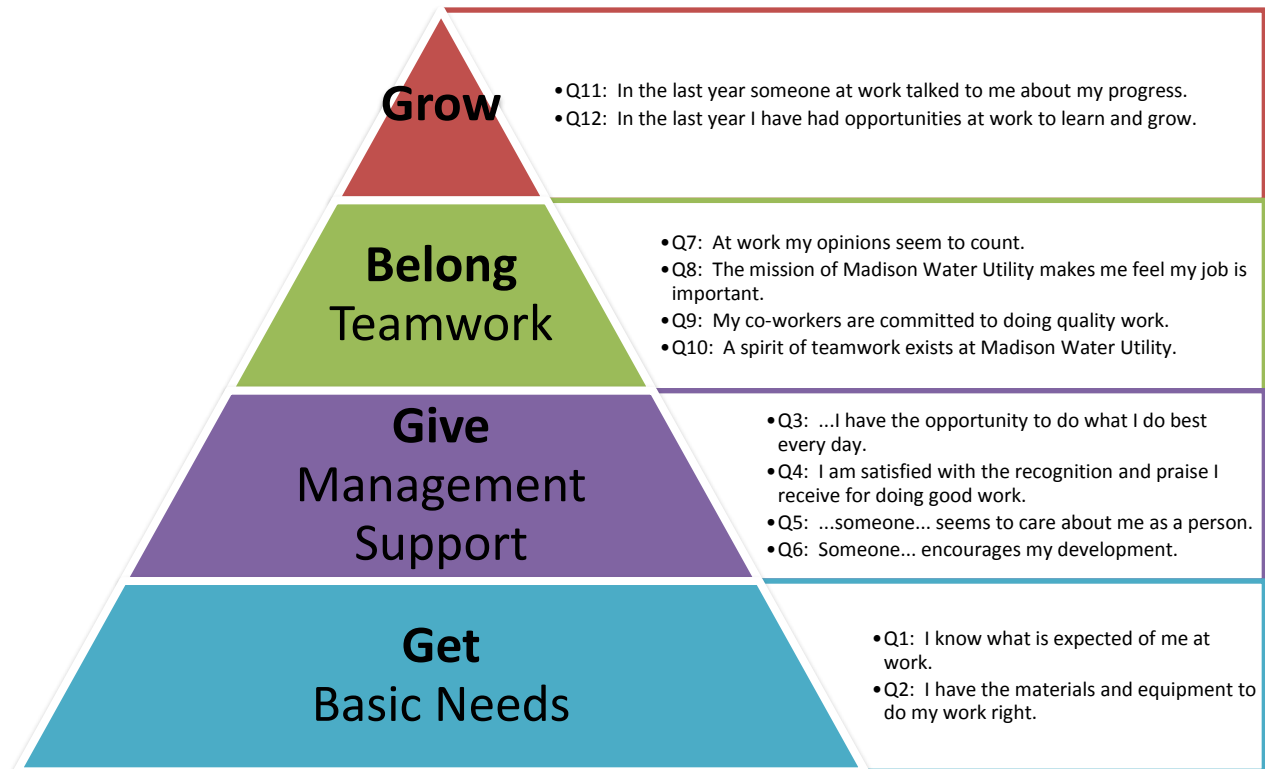 Grow
•Q11:  In the last year someone at work talked to me about my progress.
•Q12:  In the last year I have had opportunities at work to learn and grow.
Belong
Teamwork
•Q7:  At work my opinions seem to count.
•Q8:  The mission of Madison Water Utility makes me feel my job is
important.
•Q9:  My co-workers are committed to doing quality work.
•Q10:  A spirit of teamwork exists at Madison Water Utility.
Give
Management
Support
•Q3:  ...I have the opportunity to do what I do best
every day.
•Q4:  I am satisfied with the recognition and praise I
receive for doing good work.
•Q5:  ...someone... seems to care about me as a person.
•Q6:  Someone... encourages my development.
Get
Basic Needs
•Q1:  I know what is expected of me at
work.
•Q2:  I have the materials and equipment to
do my work right.